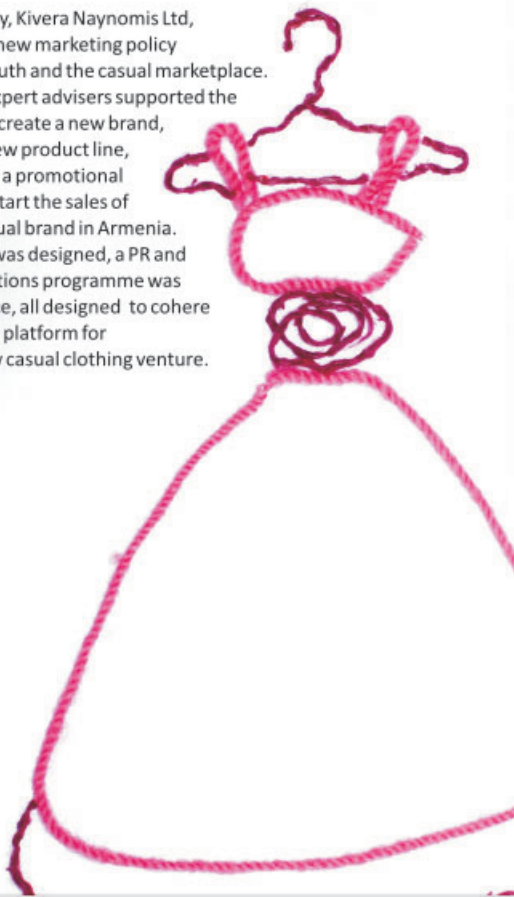 y, Kivera Naynomis Ltd,
new marketing policy
uth and the casual marketplace.
xpert advisers supported the
create a new brand,
ew product line,
a promotional
tart the sales of
ual brand in Armenia.
was designed, a PR and
tions programme was
e, all designed to cohere
platform for
casual clothing venture.